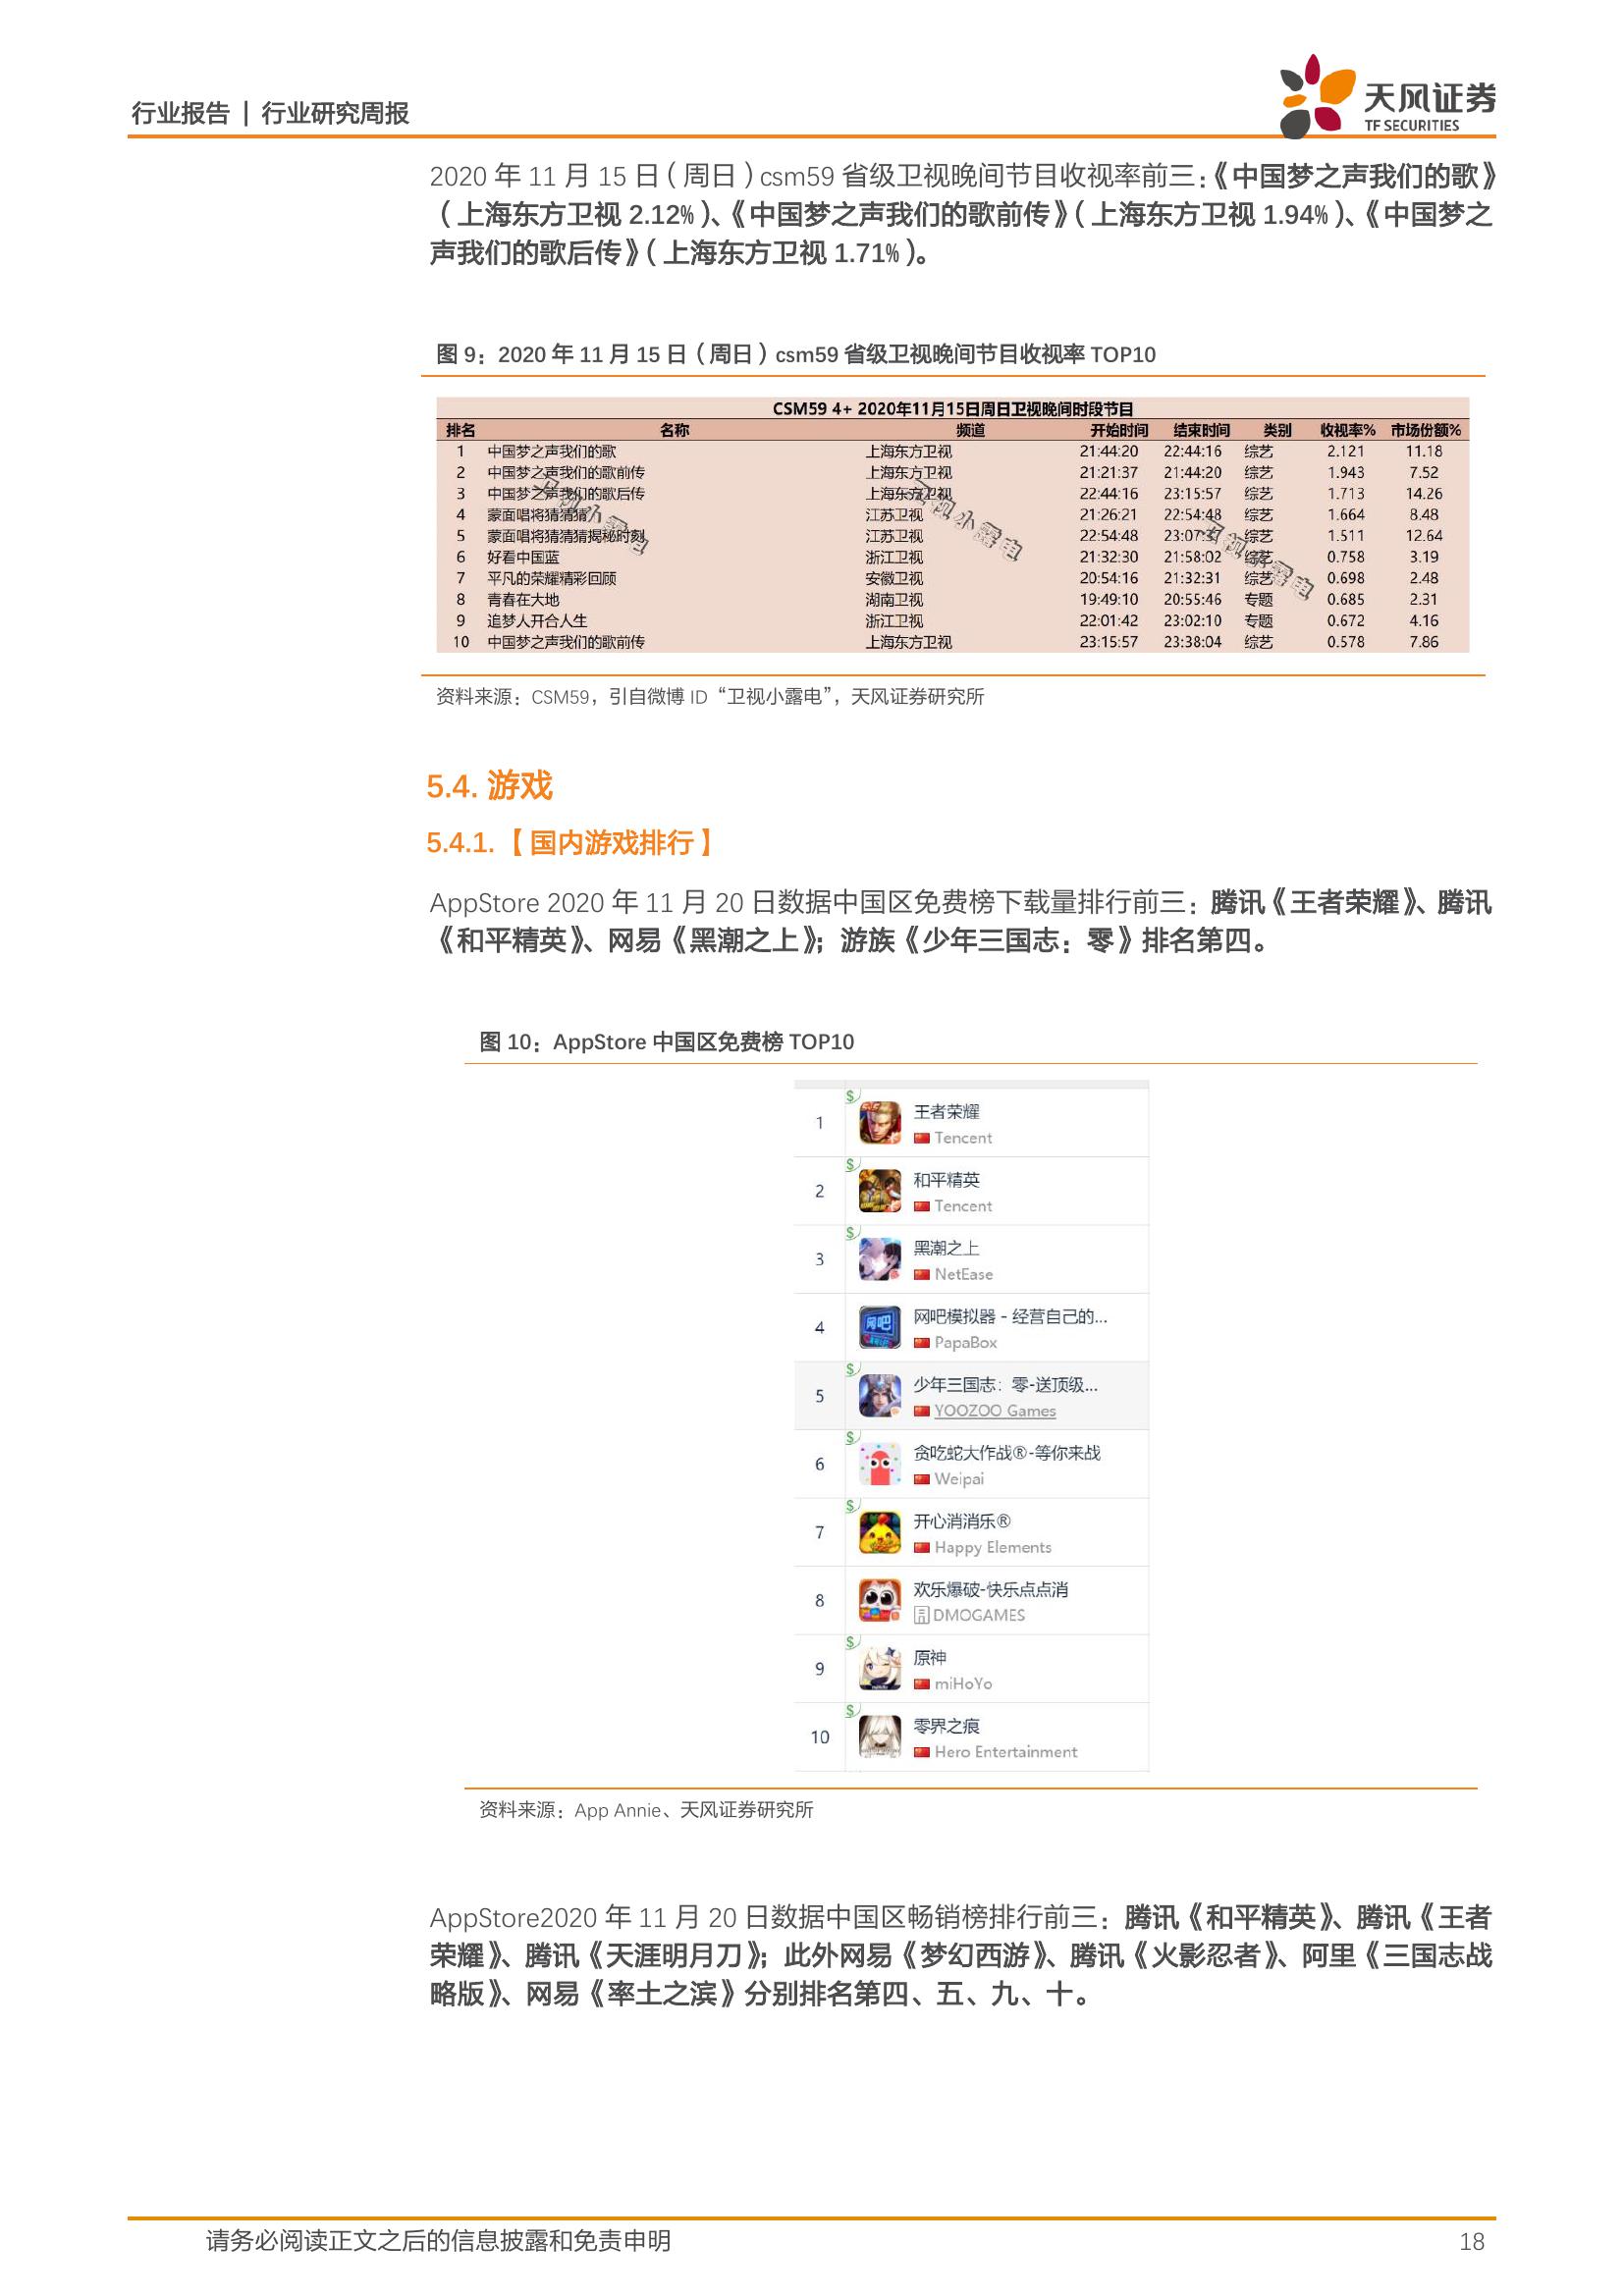 行业报告 | 行业研究周报
天风证券
TF SECURITIES
2020 年 11 月 15 日（周日）csm59 省级卫视晚间节目收视率前三：《中国梦之声我们的歌》
（上海东方卫视 2.12%）、《中国梦之声我们的歌前传》（上海东方卫视 1.94%）、《中国梦之
声我们的歌后传》（上海东方卫视 1.71%）。
图 9：2020 年 11 月 15 日（周日）csm59 省级卫视晚间节目收视率 TOP10
CSM59 4+ 2020年11月15日周日卫视晚间时段节目
排名 名称 频道 开始时间 结束时间 类别 收视率% 市场份额%
1 中国梦之声我们的歌 上海东方卫视 21:44:20 22:44:16 综艺 2.121 11.18
2 中国梦之声我们的歌前传 上海东方卫视 21:21:37 21:44:20 综艺 1.943 7.52
3 中国梦之声我们的歌后传 上海东方卫视 22:44:16 23:15:57 综艺 1.713 14.26
4 蒙面唱将猜猜猜 江苏卫视 21:26:21 22:54:48 综艺 1.664 8.48
5 蒙面唱将猜猜猜揭秘时刻 江苏卫视 22:54:48 综艺 1.511 12.64
6 好看中国蓝 浙江卫视 21:32:30 21:58:02 综艺 0.758 3.19
7 平凡的荣耀精彩回顾 安徽卫视 20:54:16 21:32:31 综艺 0.698 2.48
8 青春在大地 湖南卫视 19:49:10 20:55:46 专题 0.685 2.31
9 追梦人开合人生 浙江卫视 22:01:42 23:02:10 专题 0.672 4.16
10 中国梦之声我们的歌前传 上海东方卫视 23:15:57 23:38:04 综艺 0.578 7.86
卫视小露电
卫视小露电
卫视小露电
资料来源：CSM59，引自微博 ID“卫视小露电”，天风证券研究所
5.4. 游戏
5.4.1. 【国内游戏排行】
AppStore 2020 年 11 月 20 日数据中国区免费榜下载量排行前三：腾讯《王者荣耀》、腾讯
《和平精英》、网易《黑潮之上》；游族《少年三国志：零》排名第四。
图 10：AppStore 中国区免费榜 TOP10
$
1 王者荣耀
Tencent
$
2 和平精英
Tencent
$
3 黑潮之上
NetEase
4 网吧模拟器 - 经营自己的...
网吧
PapaBox
$
5 少年三国志：零-送顶级...
YOOZOO Games
$
6 贪吃蛇大作战®-等你来战
Weipai
$
7 开心消消乐®
Happy Elements
8 欢乐爆破-快乐点点消
DMOGAMES
$
9 原神
miHoYo
$
10 零界之痕
Hero Entertainment
资料来源：App Annie、天风证券研究所
AppStore2020 年 11 月 20 日数据中国区畅销榜排行前三：腾讯《和平精英》、腾讯《王者
荣耀》、腾讯《天涯明月刀》；此外网易《梦幻西游》、腾讯《火影忍者》、阿里《三国志战
略版》、网易《率土之滨》分别排名第四、五、九、十。
请务必阅读正文之后的信息披露和免责申明
18